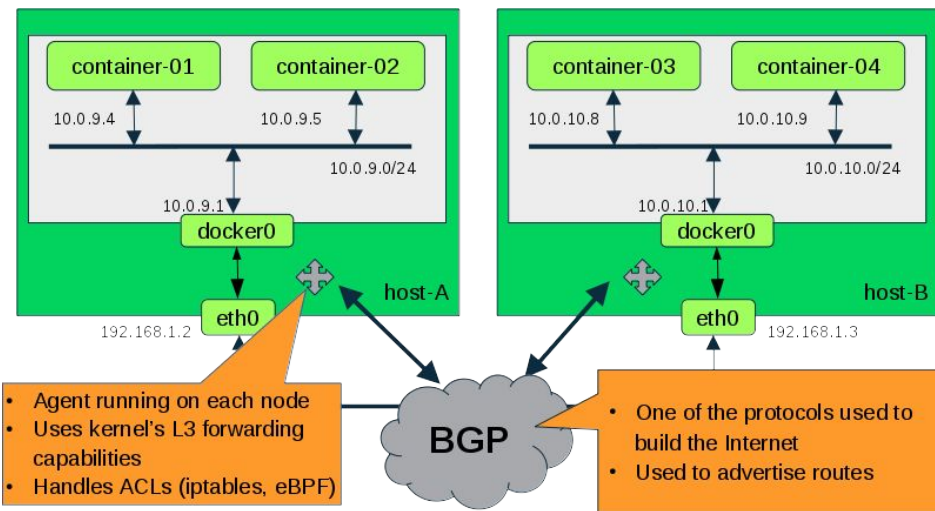 container-01
container-02
container-03
container-04
10.0.9.4
10.0.9.5
10.0.10.8
10.0.10.9
10.0.9.0/24
10.0.10.0/24
10.0.9.1
10.0.10.1
docker0
docker0
host-A
host-B
eth0
eth0
192.168.1.2
192.168.1.3
• Agent running on each node
• Uses kernel's L3 forwarding
capabilities
• Handles ACLs (iptables, eBPF)
BGP
• One of the protocols used to
build the Internet
• Used to advertise routes